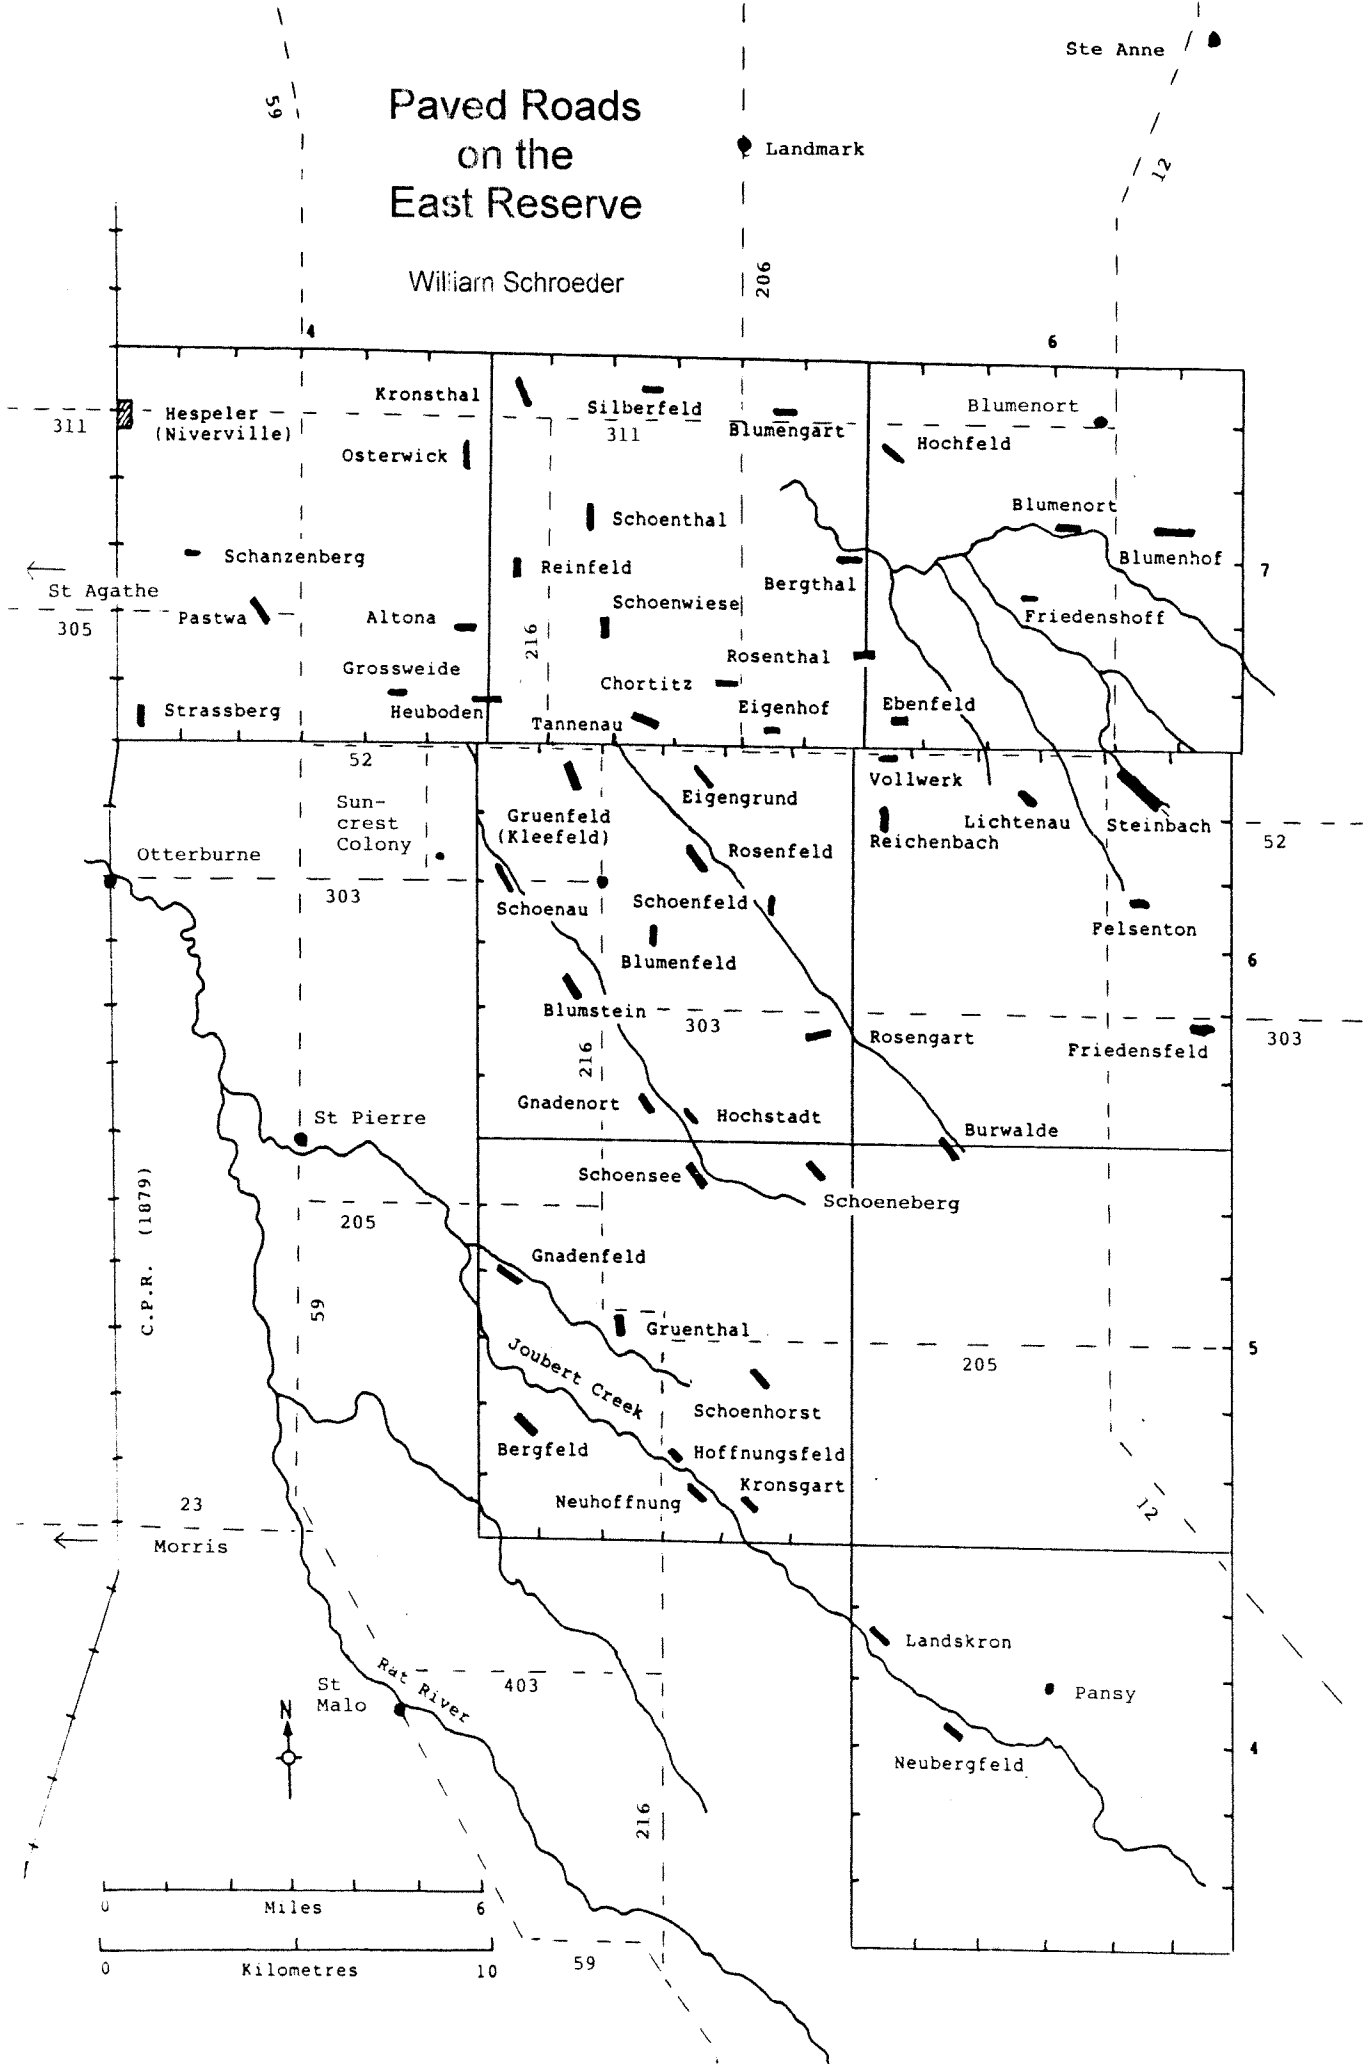 Ste Anne
59
Paved Roads
on the
East Reserve
Landmark
12
William Schroeder
206
4
6
Kronsthal
Silberfeld
Blumenort
311
Hespeler
(Niverville)
311
Blumengart
Hochfeld
Osterwick
Schoenthal
Blumenort
Schanzenberg
Reinfeld
Bergthal
Blumenhof
7
St Agathe
305
Pastwa
Altona
216
Schoenwiese
Friedenshoff
Grossweide
Rosenthal
Chortitz
Strassberg
Heuboden
Tannenau
Eigenhof
Ebenfeld
52
Vollwerk
Sun-
crest
Colony
Gruenfeld
(Kleefeld)
Eigengrund
Lichtenau
Steinbach
Reichenbach
52
Otterburne
Rosenfeld
303
Schoenau
Schoenfeld
Felsenton
Blumenfeld
6
Blumstein
303
Rosengart
Friedensfeld
303
216
Gnadenort
Hochstadt
St Pierre
Burwalde
Schoensee
Schoeneberg
C.P.R. (1879)
205
Gnadenfeld
59
Gruenthal
Joubert Creek
205
5
Schoenhorst
Bergfeld
Hoffnungsfeld
Kronsgart
Neuhoffnung
23
Morris
12
Landskron
Rat River
403
St
Malo
Pansy
N
Neubergfeld
4
216
0
Miles
6
59
0
Kilometres
10